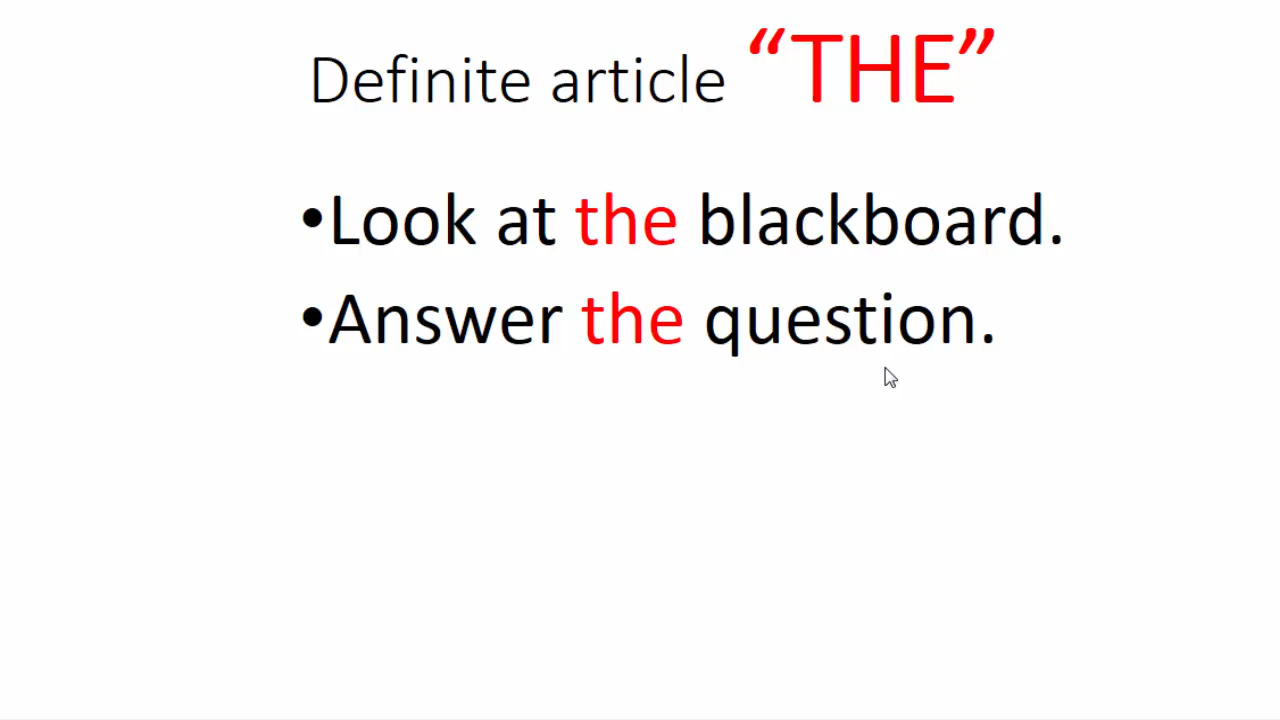 Definite article “THE”
•Look at the blackboard.
•Answer the question.